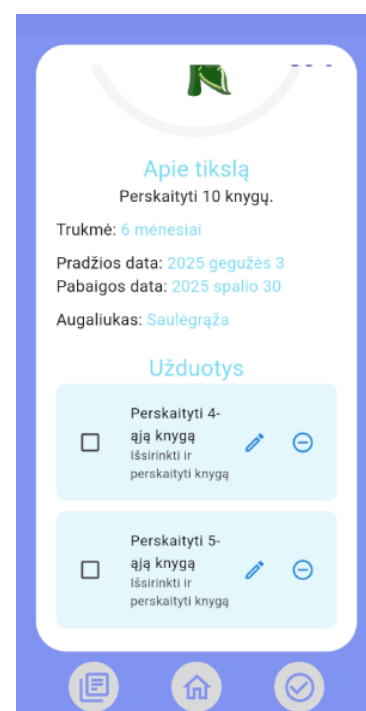 Apie tikslą
Perskaityti 10 knygų.
Trukmė: 6 mėnesiai
Pradžios data: 2025 gegužės 3
Pabaigos data: 2025 spalio 30
Augaliukas: Saulėgrąža
Užduotys
Perskaityti 4-
ąją knygą
Išsirinkti ir
perskaityti knygą
Perskaityti 5-
ąją knygą
Išsirinkti ir
perskaityti knygą